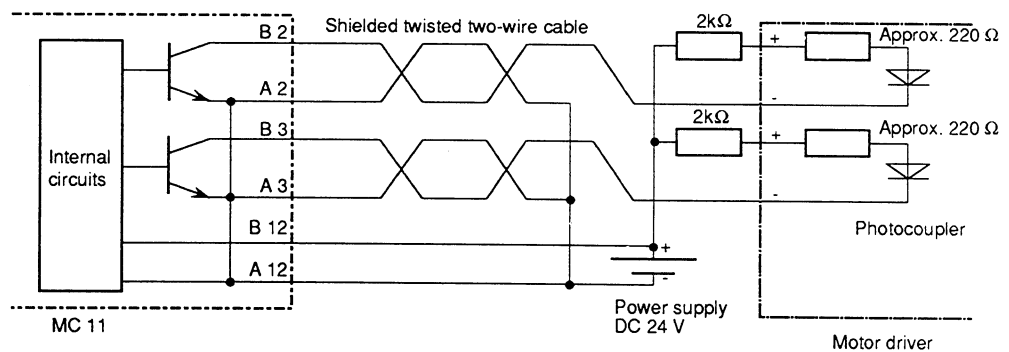 B 2
Shielded twisted two-wire cable
2kΩ
+
Approx. 220 Ω
A 2
-
B 3
2kΩ
+
Approx. 220 Ω
Internal
circuits
A 3
-
B 12
Photocoupler
+
A 12
-
Power supply
DC 24 V
MC 11
Motor driver